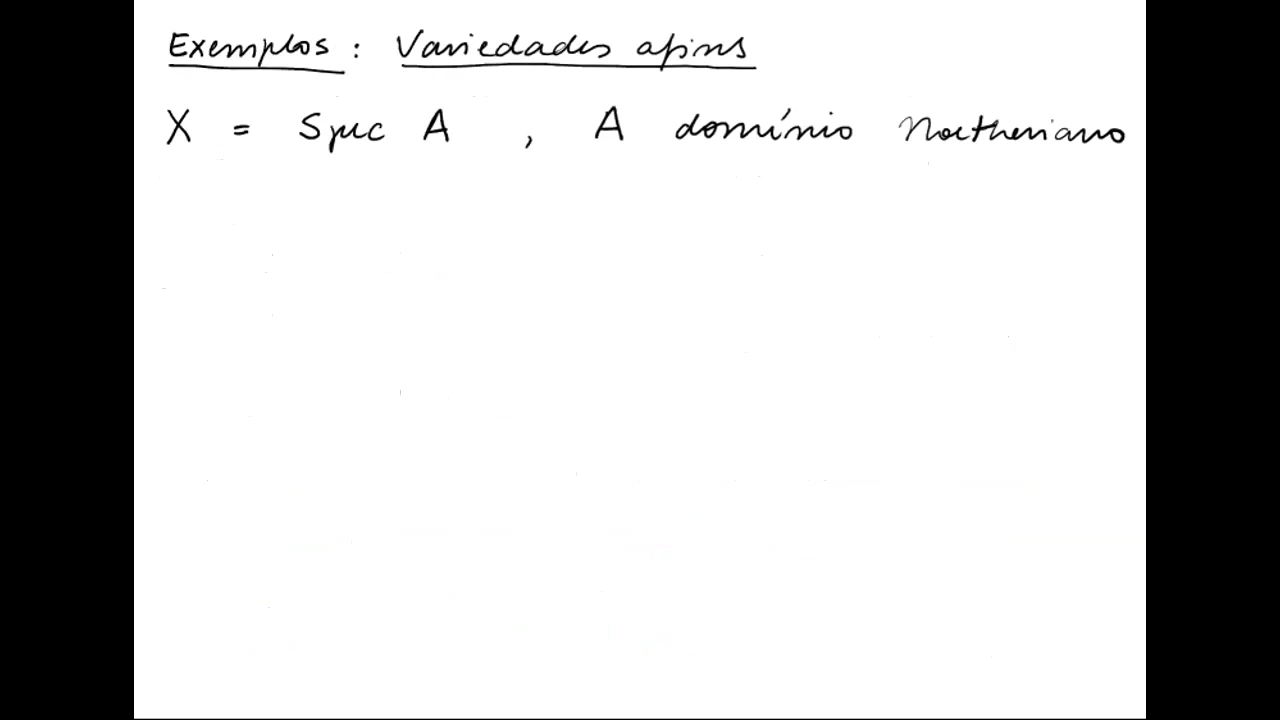 Exemplos : Variedades afins
X = Spec A , A domínio Noetheriano